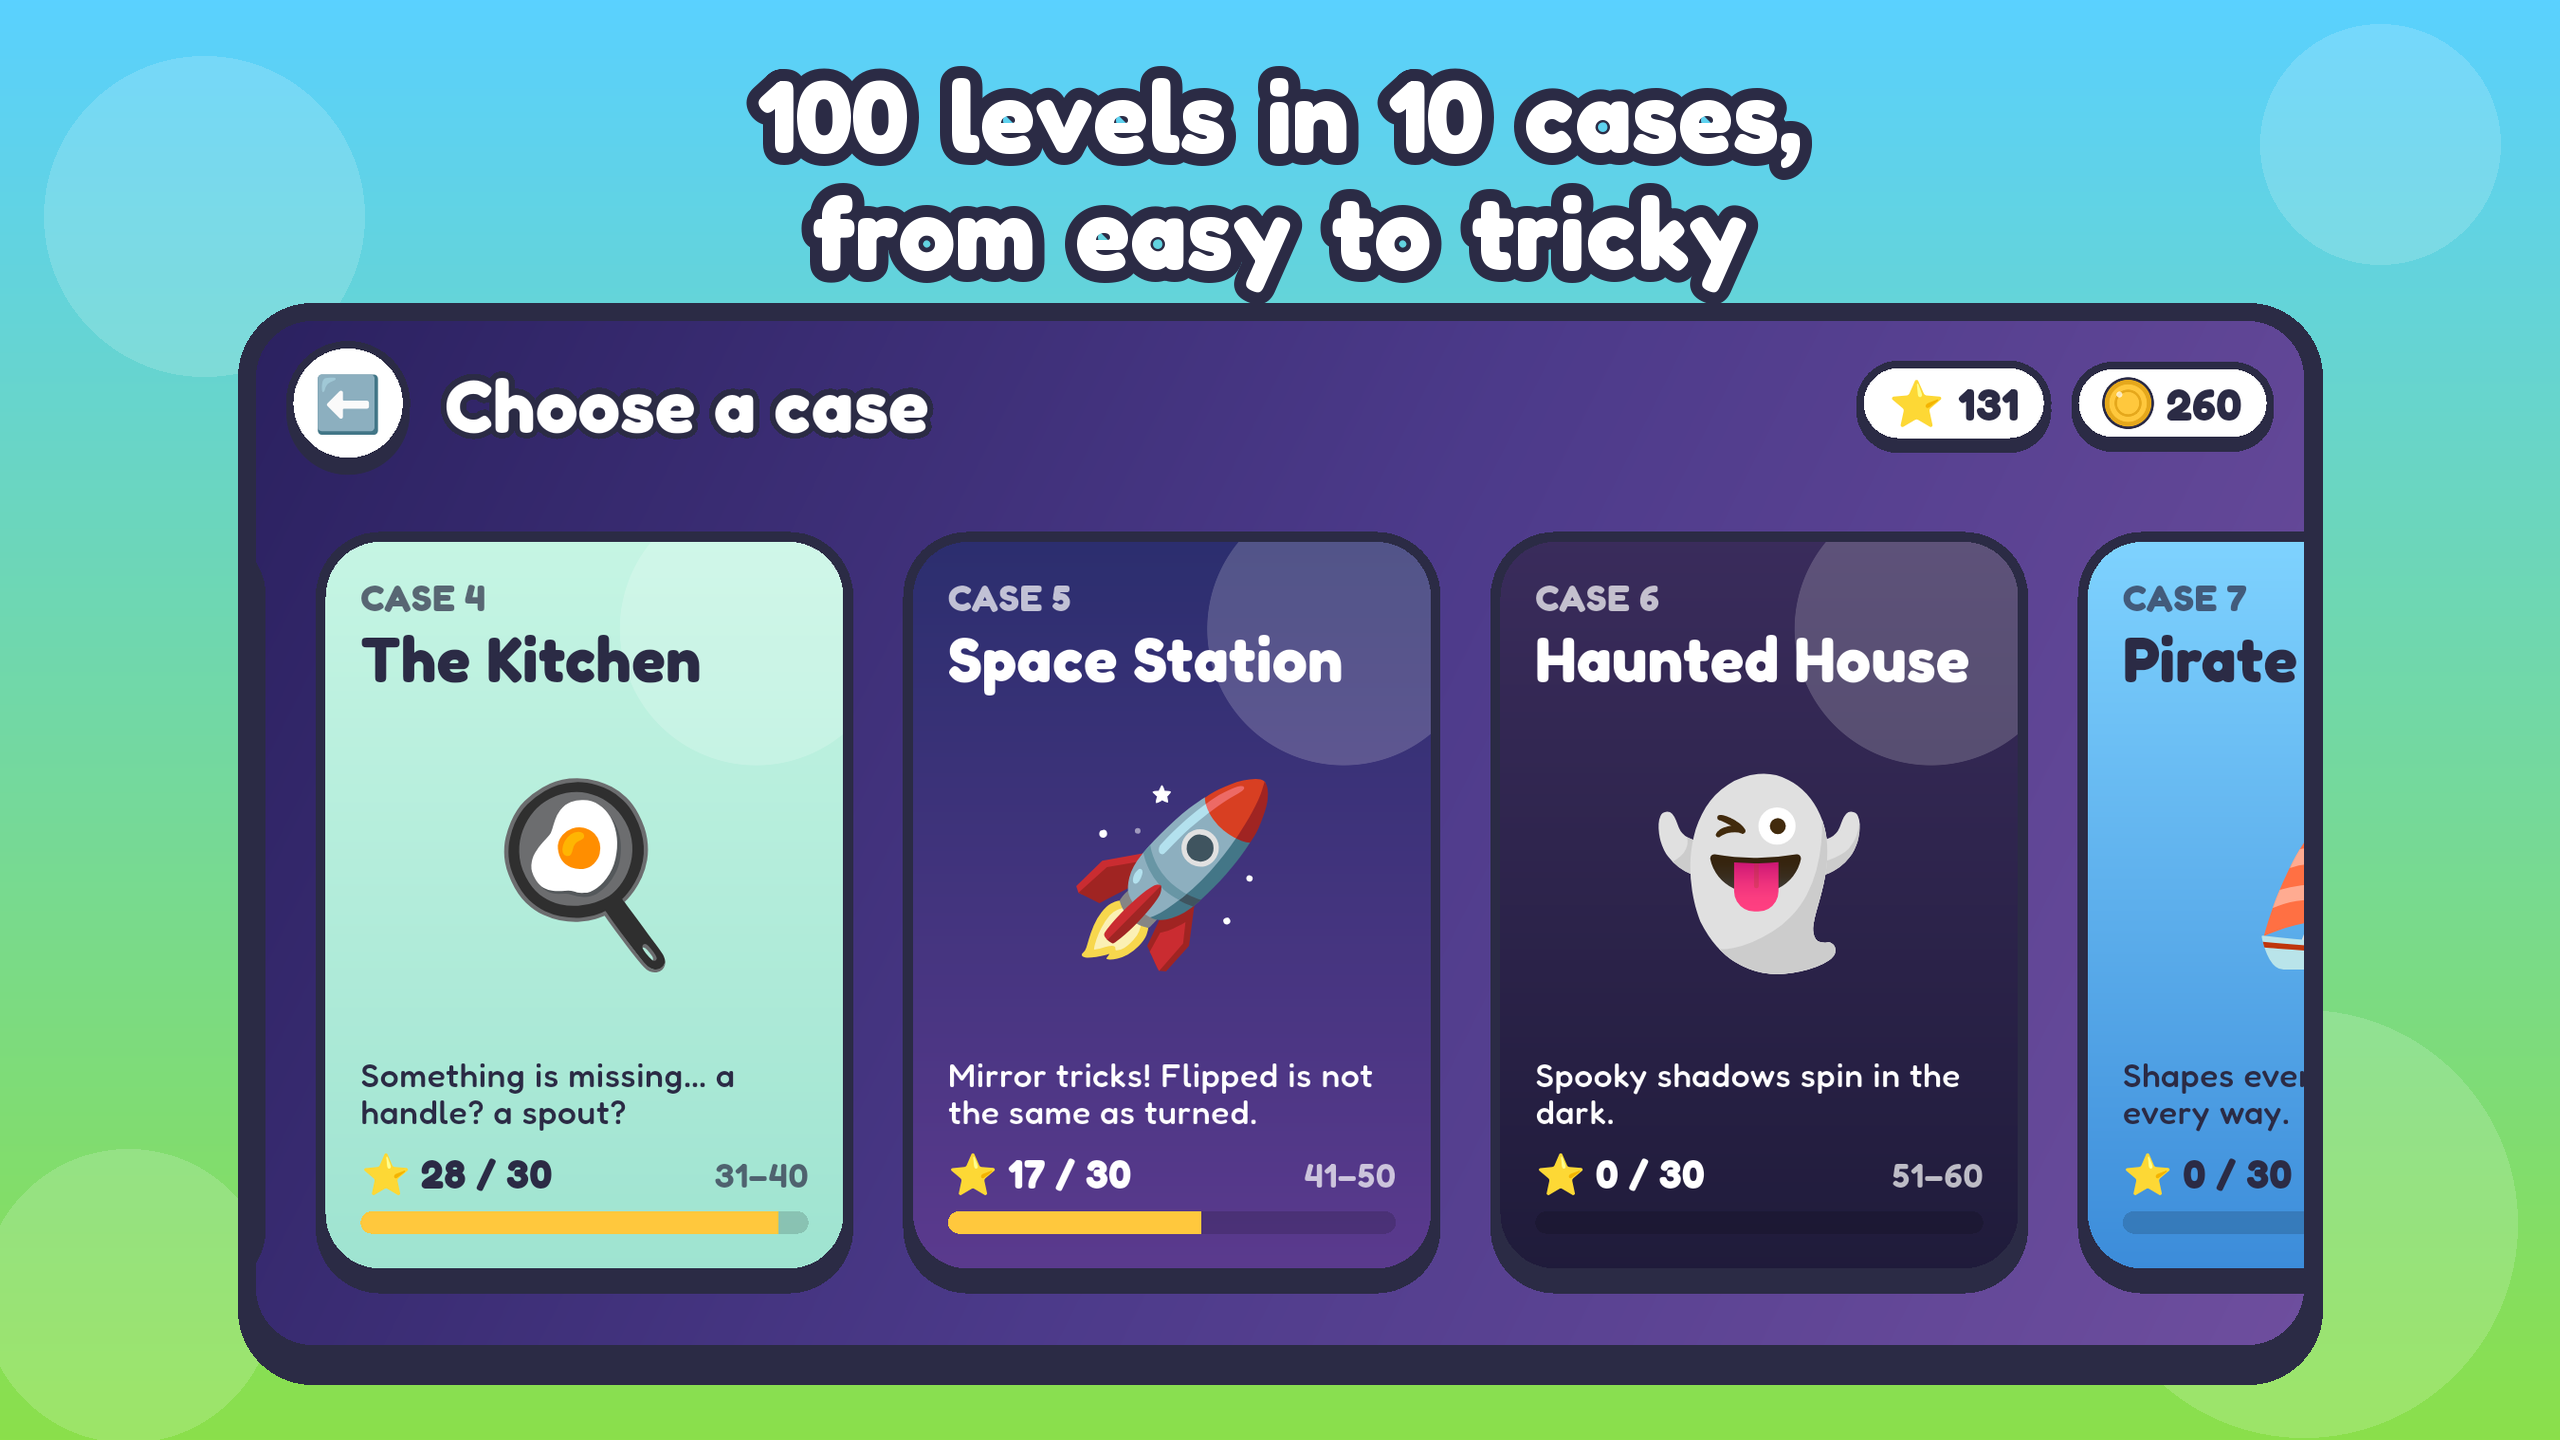 100 levels in 10 cases,
from easy to tricky
Choose a case
131
260
CASE 4
The Kitchen
Something is missing... a
handle? a spout?
28 / 30
31–40
CASE 5
Space Station
Mirror tricks! Flipped is not
the same as turned.
17 / 30
41–50
CASE 6
Haunted House
Spooky shadows spin in the
dark.
0 / 30
51–60
CASE 7
Pirate
Shapes
every way.
0 / 30